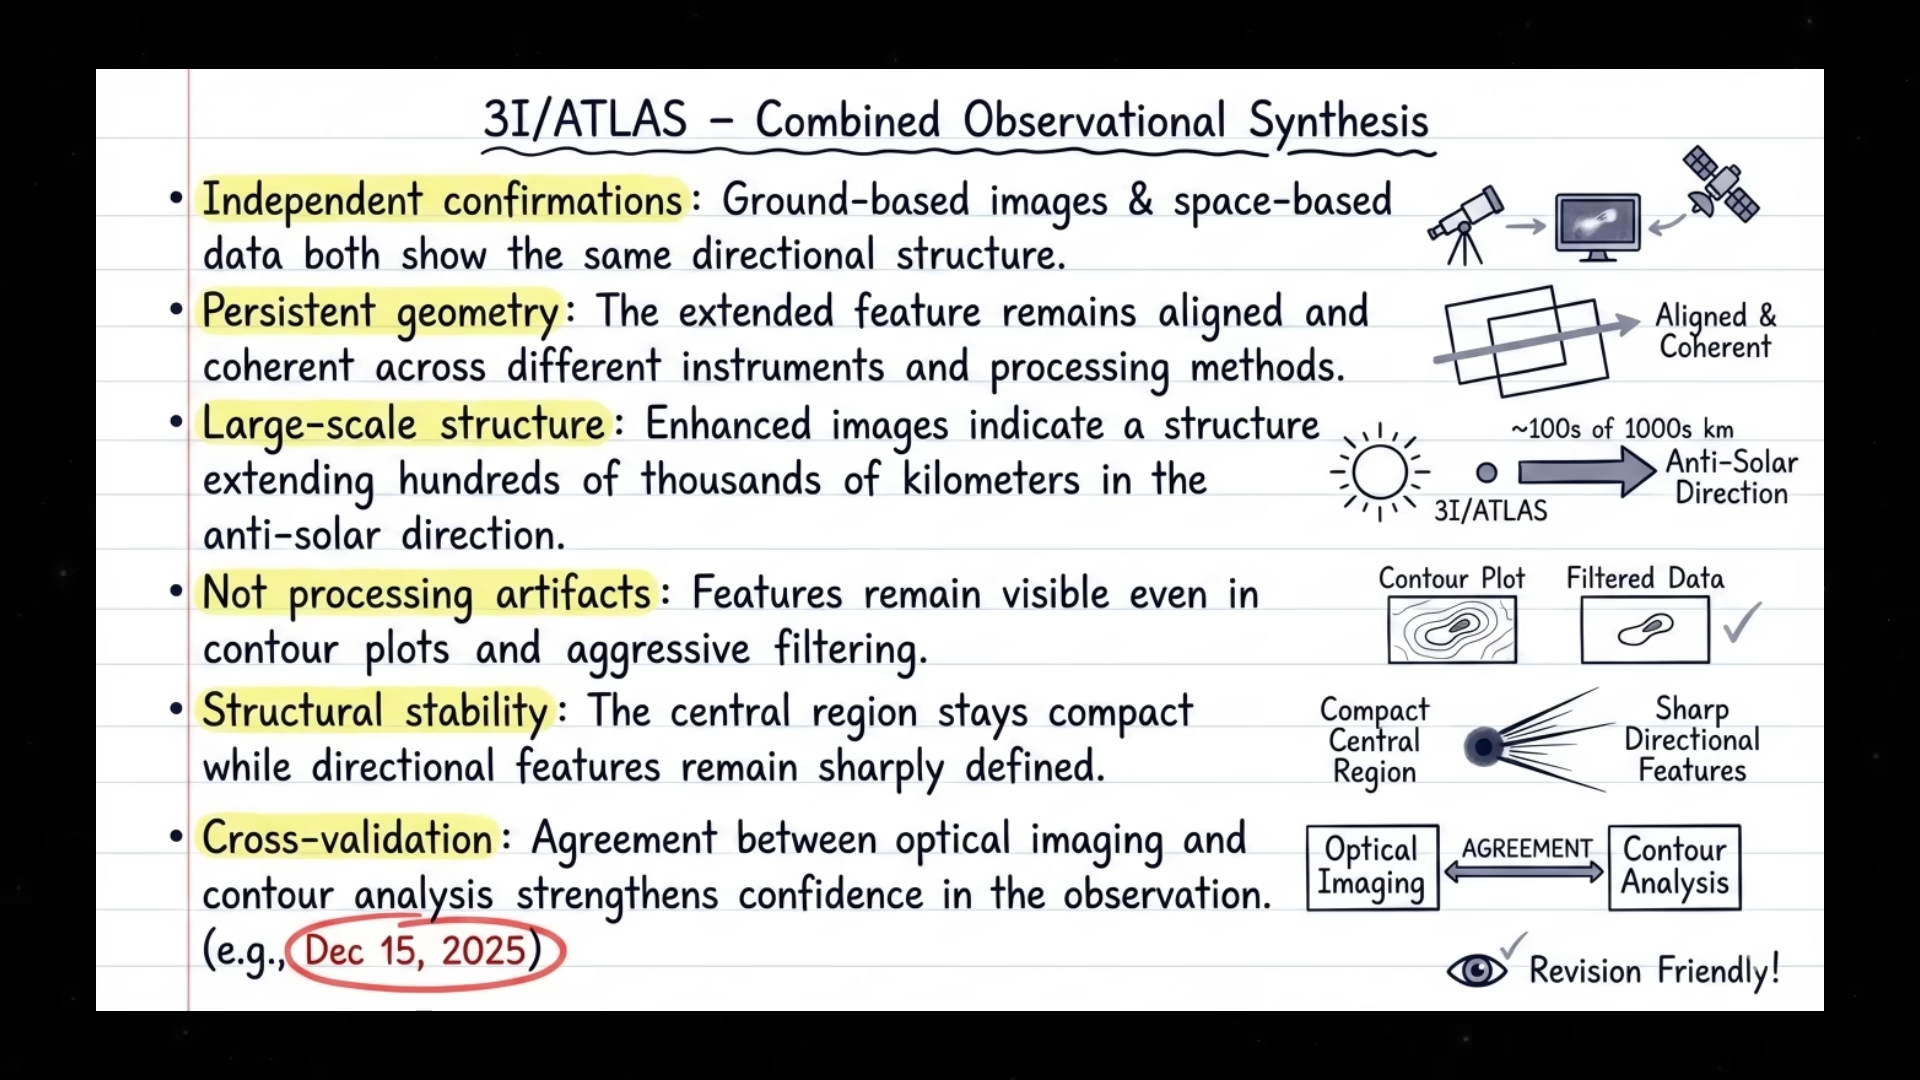 3I/ATLAS – Combined Observational Synthesis
• Independent confirmations: Ground-based images & space-based
data both show the same directional structure.
• Persistent geometry: The extended feature remains aligned and
coherent across different instruments and processing methods.
Aligned &
Coherent
• Large-scale structure: Enhanced images indicate a structure
extending hundreds of thousands of kilometers in the
anti-solar direction.
~100s of 1000s km
Anti-Solar
Direction
3I/ATLAS
• Not processing artifacts: Features remain visible even in
contour plots and aggressive filtering.
Contour Plot
Filtered Data
• Structural stability: The central region stays compact
while directional features remain sharply defined.
Compact
Central
Region
Sharp
Directional
Features
• Cross-validation: Agreement between optical imaging and
contour analysis strengthens confidence in the observation.
(e.g., Dec 15, 2025)
Optical
Imaging
AGREEMENT
Contour
Analysis
Revision Friendly!